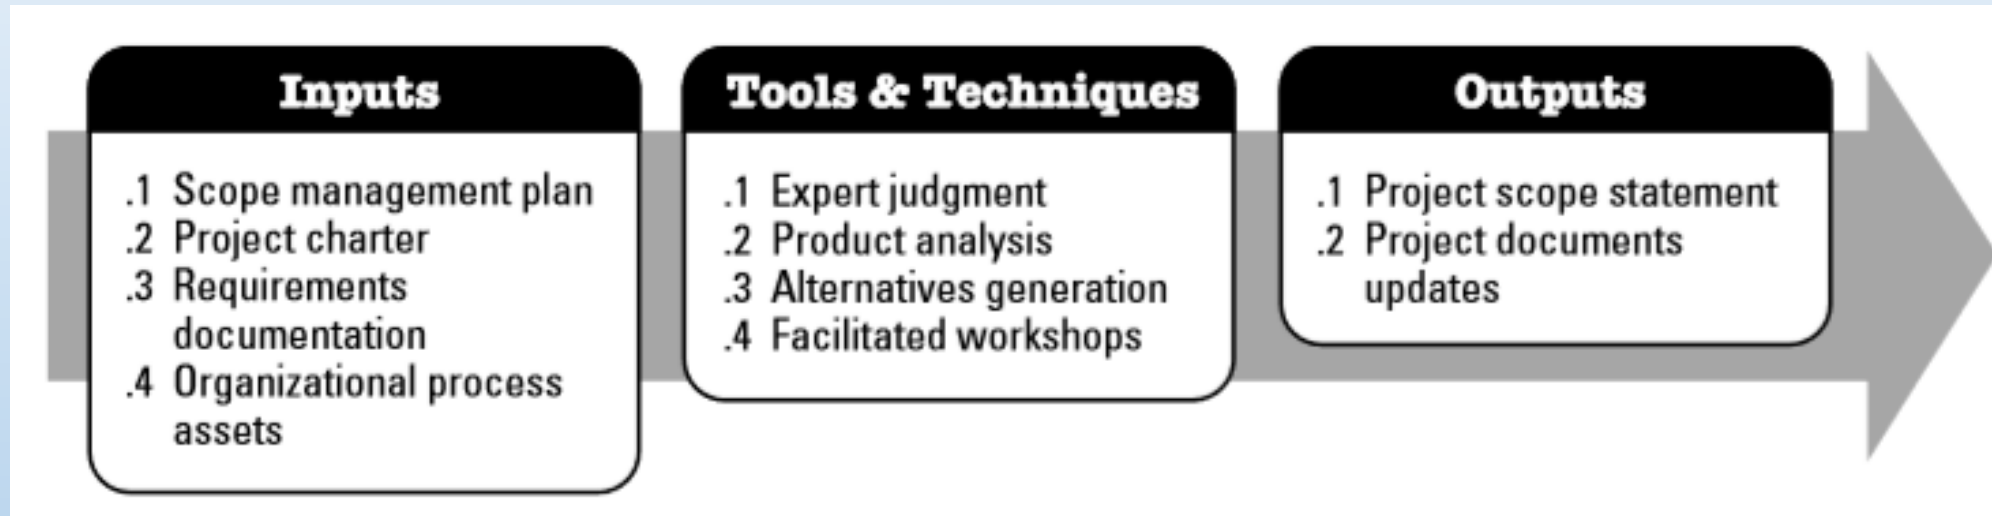 Inputs
.1 Scope management plan
.2 Project charter
.3 Requirements
documentation
.4 Organizational process
assets
Tools & Techniques
.1 Expert judgment
.2 Product analysis
.3 Alternatives generation
.4 Facilitated workshops
Outputs
.1 Project scope statement
.2 Project documents
updates